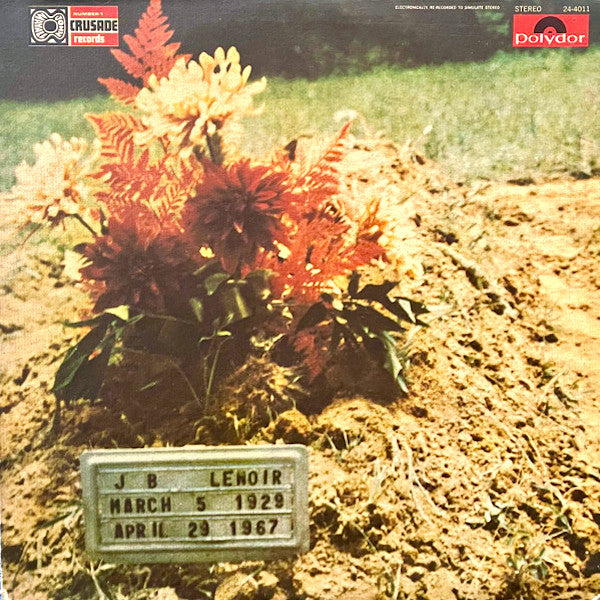 NUMBER-1
CRUSADE
records
ELECTRONICALLY RE-RECORDED TO SIMULATE STEREO
STEREO 24-4011
Polydor
J B LENOIR
MARCH 5 1929
APRIL 29 1967